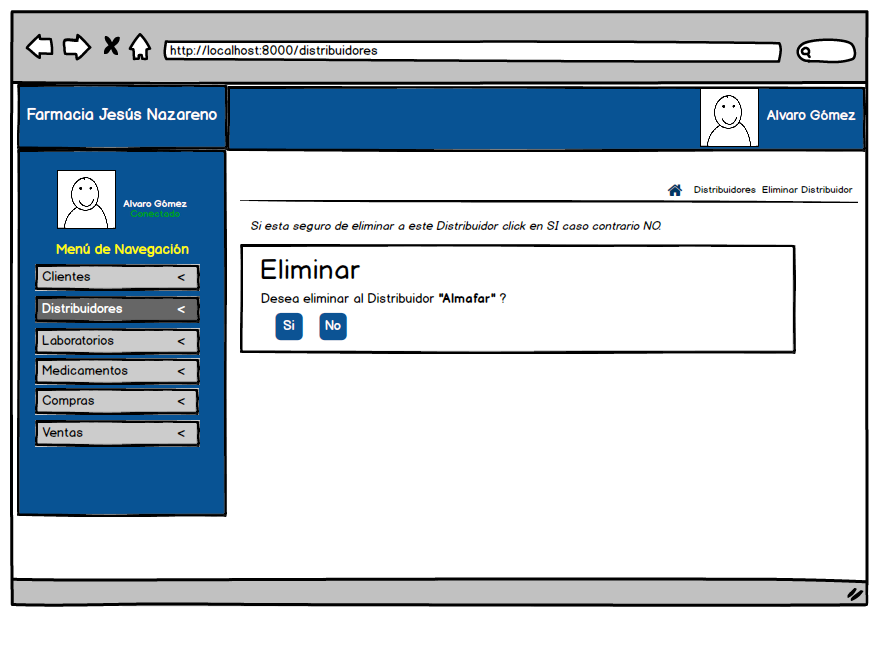 http://localhost:8000/distribuidores
Farmacia Jesús Nazareno
Alvaro Gómez
Alvaro Gómez
Conectado
Menú de Navegación
Clientes <
Distribuidores <
Laboratorios <
Medicamentos <
Compras <
Ventas <
Distribuidores Eliminar Distribuidor
Si esta seguro de eliminar a este Distribuidor click en SI caso contrario NO.
Eliminar
Desea eliminar al Distribuidor "Almafar" ?
Si No